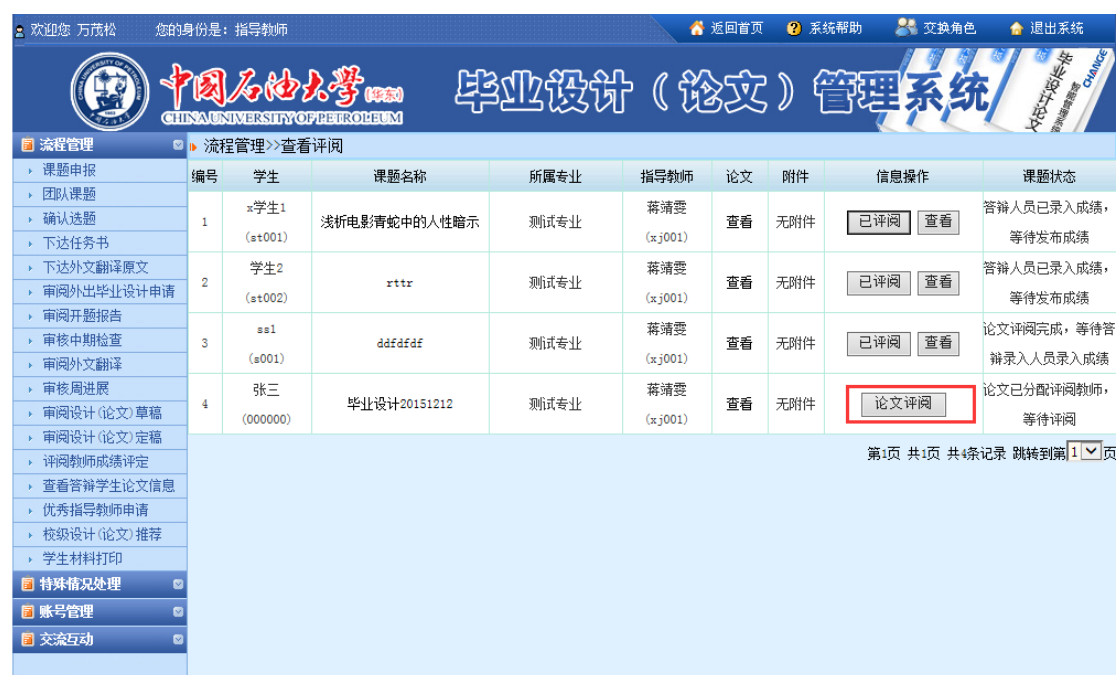 欢迎您 万茂松 您的身份是：指导教师 返回首页 系统帮助 交换角色 退出系统
中国石油大学(华东) 毕业设计（论文）管理系统
CHINA UNIVERSITY OF PETROLEUM
流程管理
流程管理>>查看评阅
课题申报
团队课题
确认选题
下达任务书
下达外文翻译原文
审阅外出毕业设计申请
审阅开题报告
审核中期检查
审阅外文翻译
审核周进展
审阅设计(论文)草稿
审阅设计(论文)定稿
评阅教师成绩评定
查看答辩学生论文信息
优秀指导教师申请
校级设计(论文)推荐
学生材料打印
特殊情况处理
账号管理
交流互动
编号 学生 课题名称 所属专业 指导教师 论文 附件 信息操作 课题状态
1 x学生1 (st001) 浅析电影青蛇中的人性暗示 测试专业 蒋靖雯 (xj001) 查看 无附件 已评阅 查看 答辩人员已录入成绩，等待发布成绩
2 学生2 (st002) rttr 测试专业 蒋靖雯 (xj001) 查看 无附件 已评阅 查看 答辩人员已录入成绩，等待发布成绩
3 ss1 (s001) ddfdfdf 测试专业 蒋靖雯 (xj001) 查看 无附件 已评阅 查看 论文评阅完成，等待答辩录入人员录入成绩
4 张三 (000000) 毕业设计20151212 测试专业 蒋靖雯 (xj001) 查看 无附件 论文评阅 论文已分配评阅教师，等待评阅
第1页 共1页 共4条记录 跳转到第 1 页